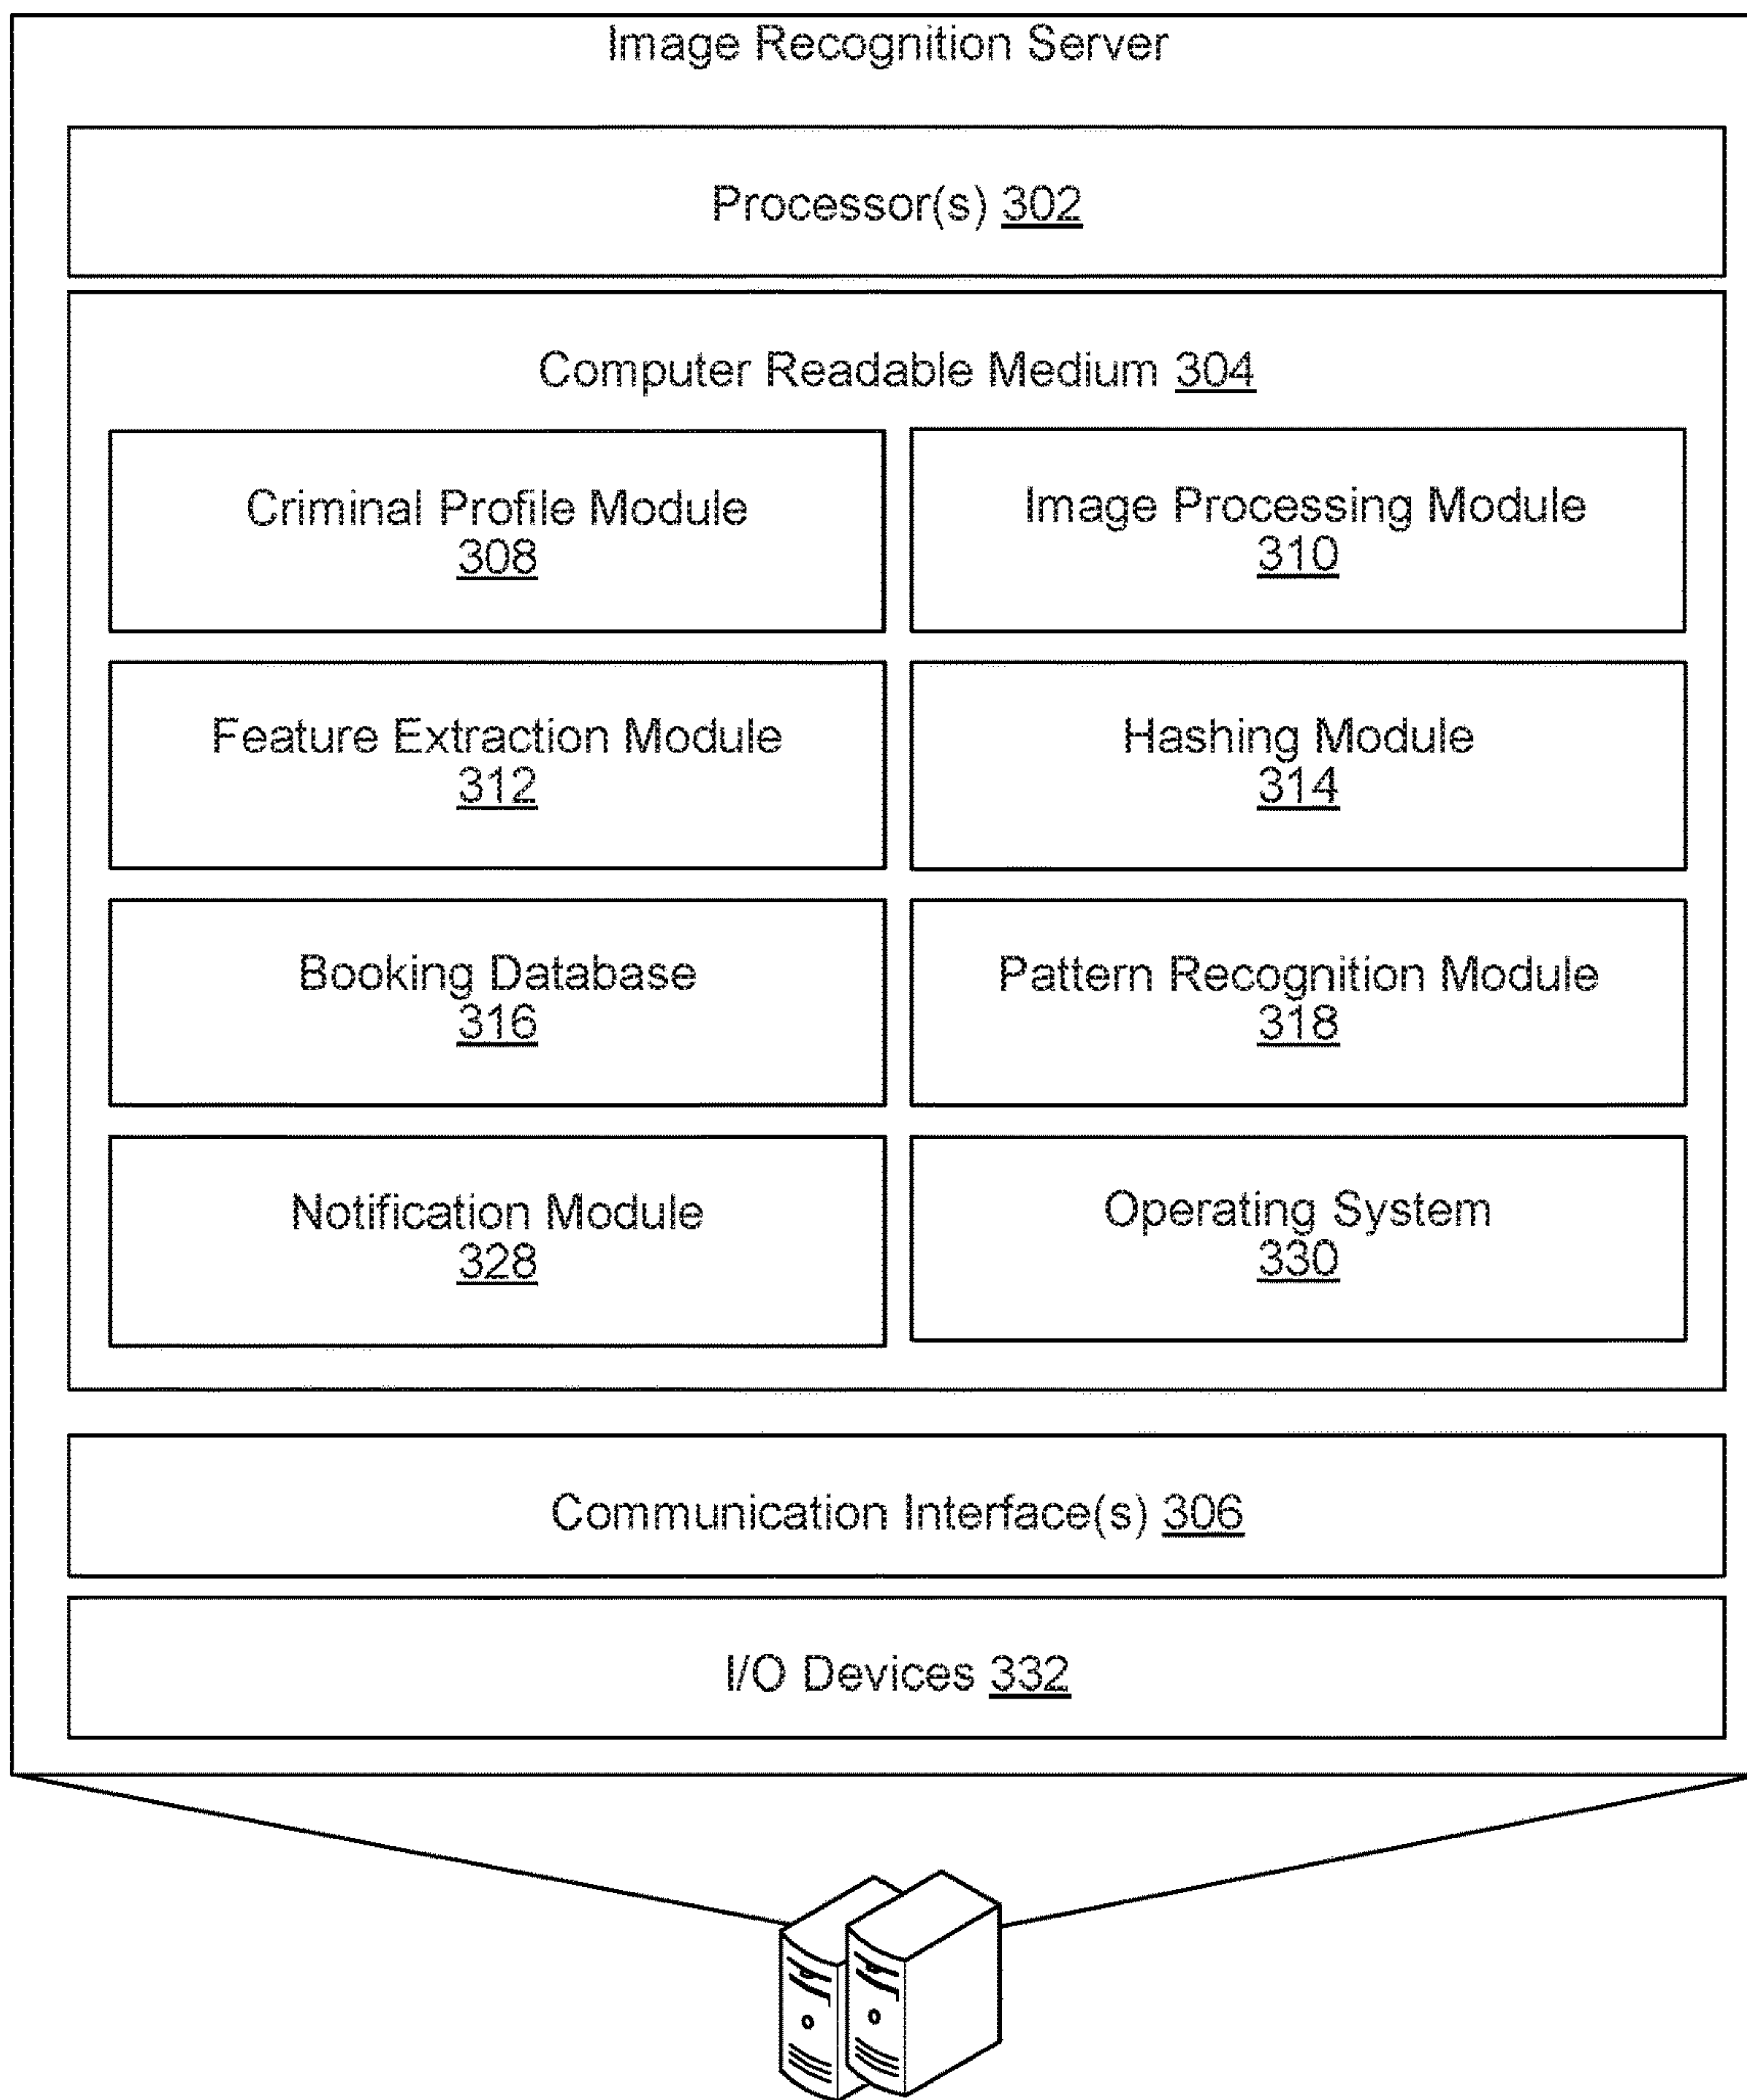 Image Recognition Server
Processor(s) 302
Computer Readable Medium 304
Criminal Profile Module
308
Image Processing Module
310
Feature Extraction Module
312
Hashing Module
314
Booking Database
316
Pattern Recognition Module
318
Notification Module
328
Operating System
330
Communication Interface(s) 306
I/O Devices 332